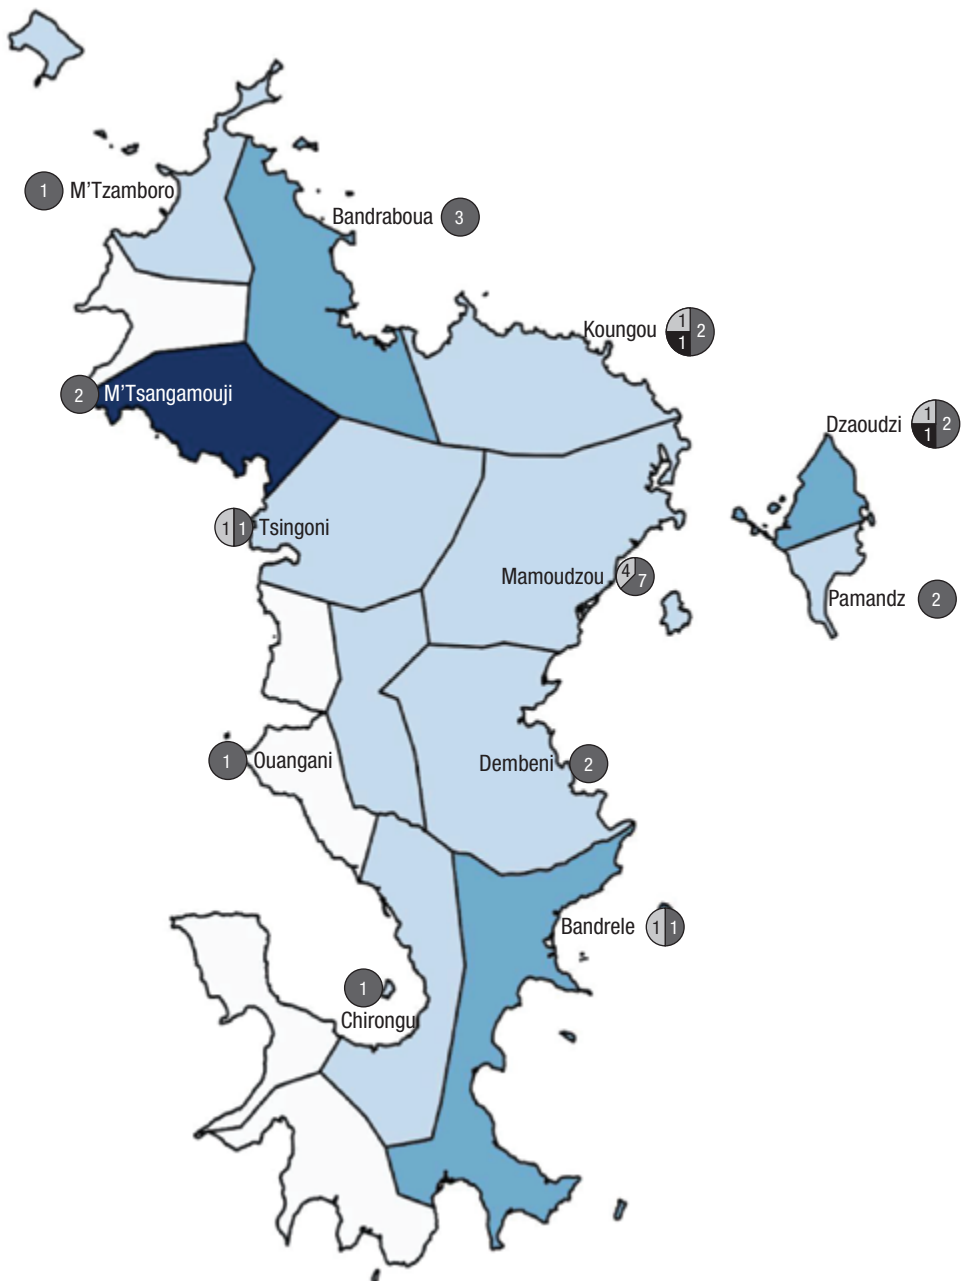 1 M'Tzamboro
Bandraboua 3
Koungou 1 2
1
2 M'Tsangamouji
Dzaoudzi 1 2
1
1 1 Tsingoni
Mamoudzou 4 7
Pamandz 2
1 Ouangani
Dembeni 2
Bandrele 1 1
1
Chirongu